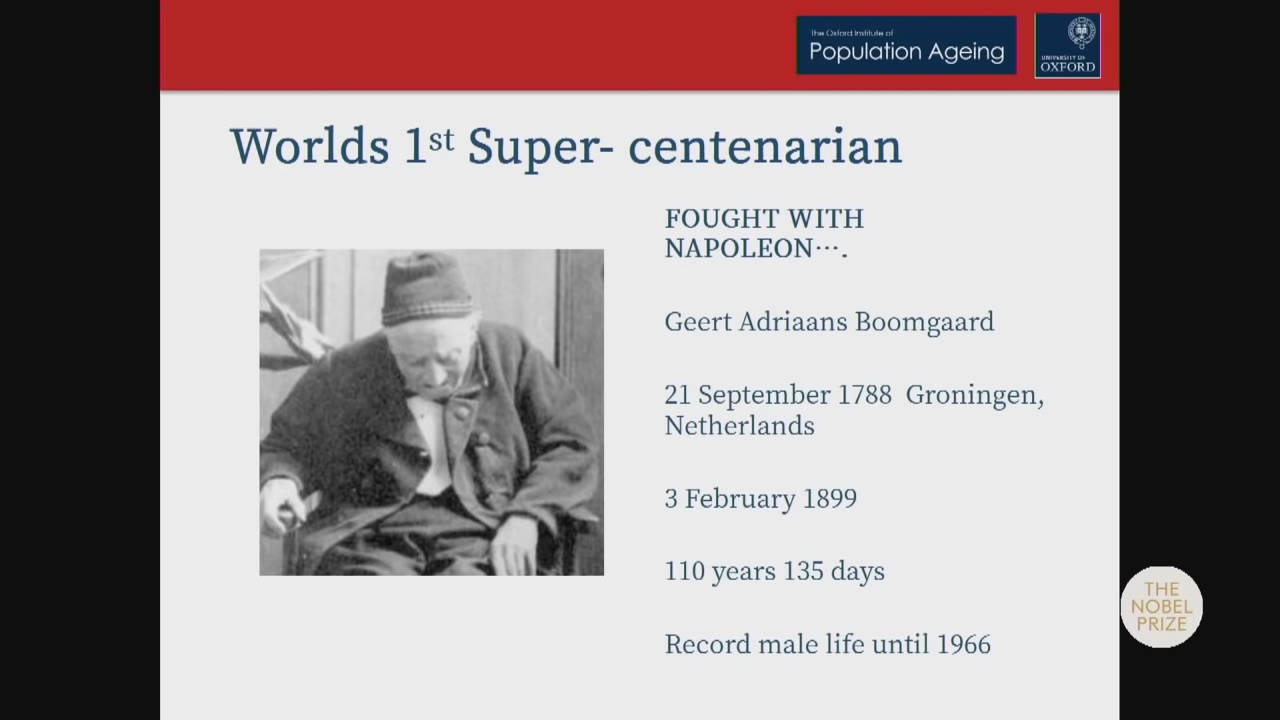 The Oxford Institute of
Population Ageing
UNIVERSITY OF
OXFORD
Worlds 1st Super- centenarian
FOUGHT WITH
NAPOLEON….
Geert Adriaans Boomgaard
21 September 1788  Groningen,
Netherlands
3 February 1899
110 years 135 days
Record male life until 1966
THE
NOBEL
PRIZE